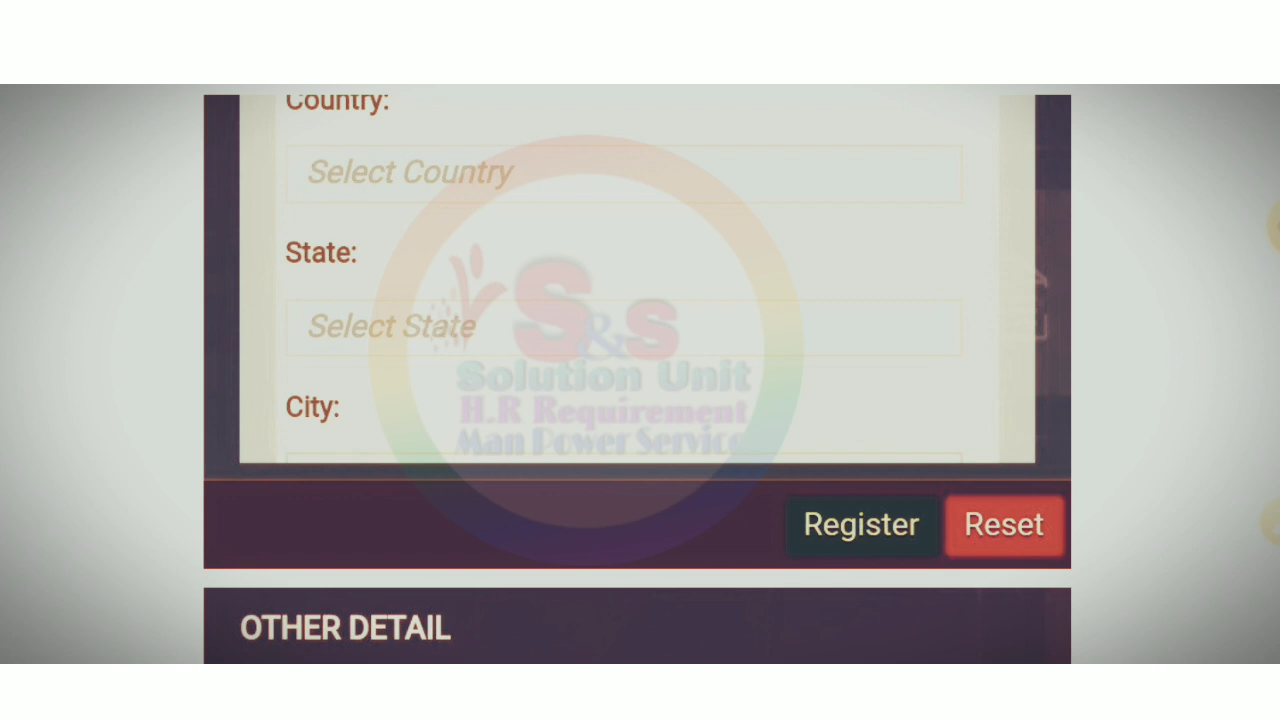 Country:
Select Country
State:
Select State
S&S
Solution Unit
City:
H.R Requirement
Man Power Service
Register
Reset
OTHER DETAIL